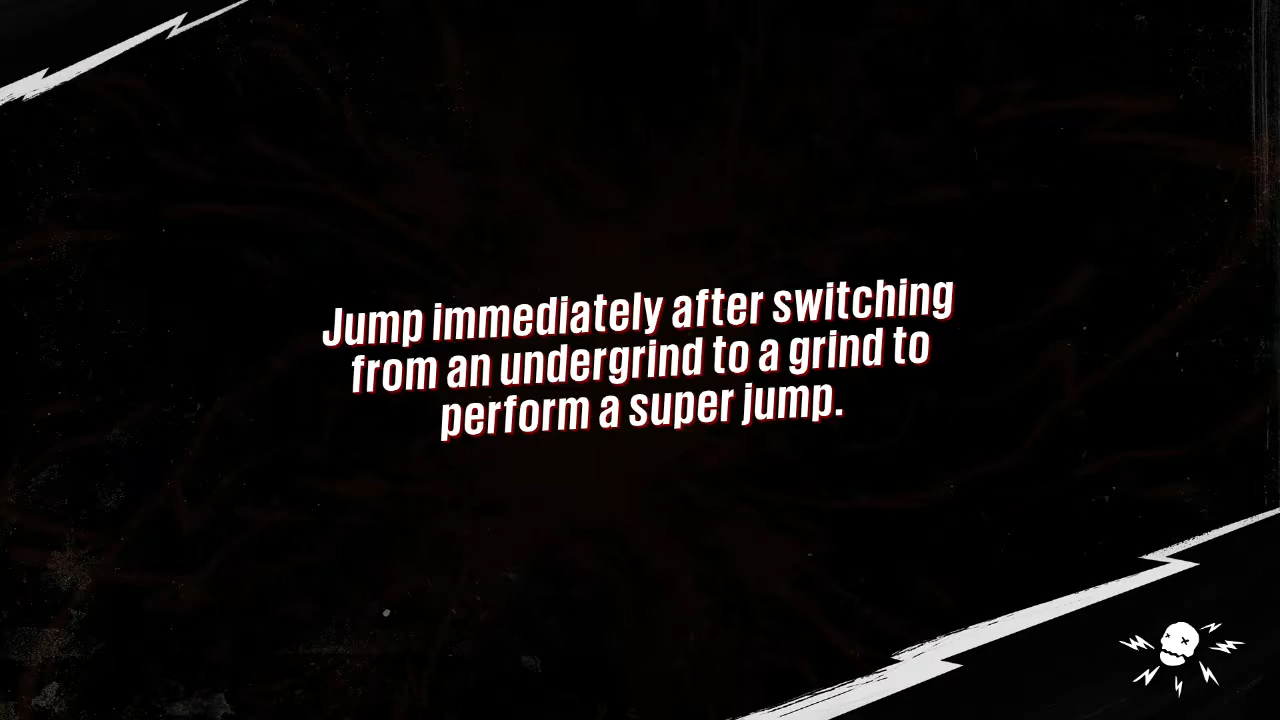 Jump immediately after switching
from an undergrind to a grind to
perform a super jump.